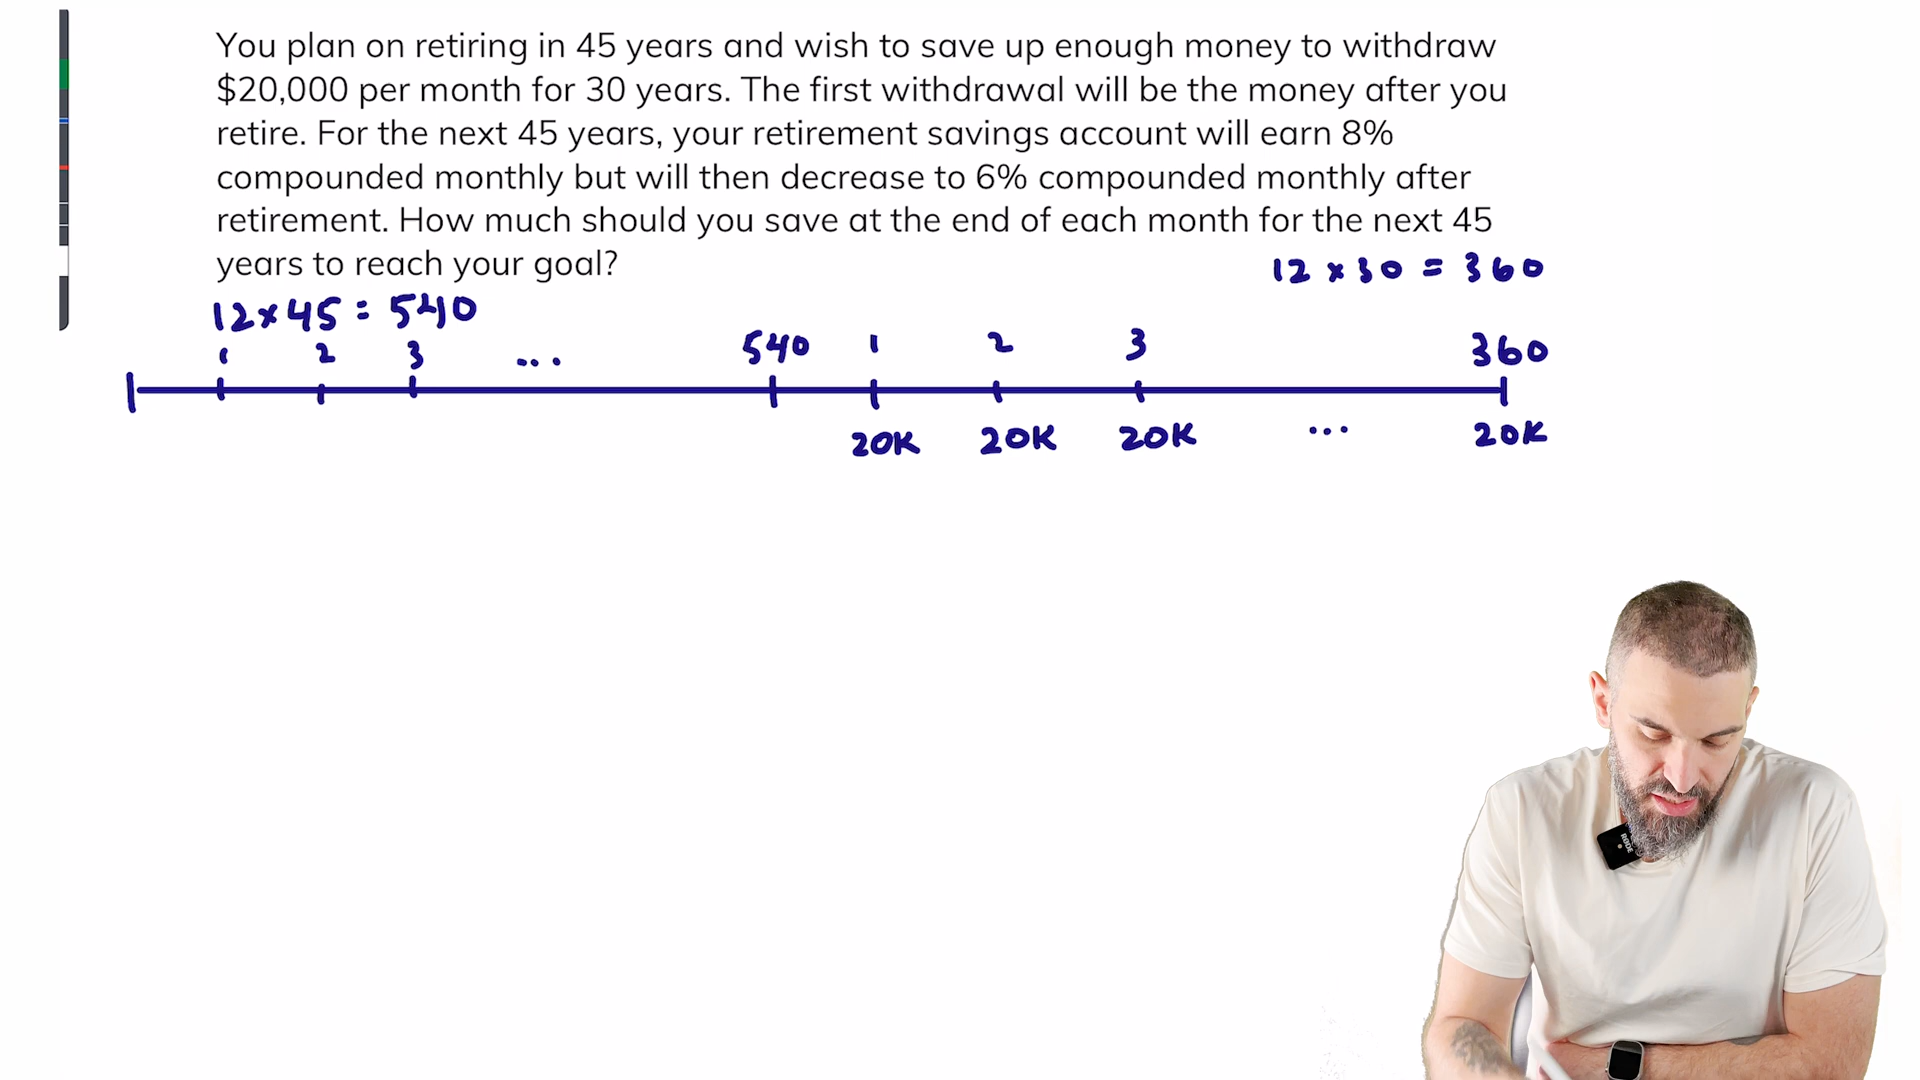 You plan on retiring in 45 years and wish to save up enough money to withdraw
$20,000 per month for 30 years. The first withdrawal will be the money after you
retire. For the next 45 years, your retirement savings account will earn 8%
compounded monthly but will then decrease to 6% compounded monthly after
retirement. How much should you save at the end of each month for the next 45
years to reach your goal?
12 x 30 = 360
12 x 45 = 540
1 2 3 ... 540 1 2 3 360
20K 20K 20K ... 20K
RODE